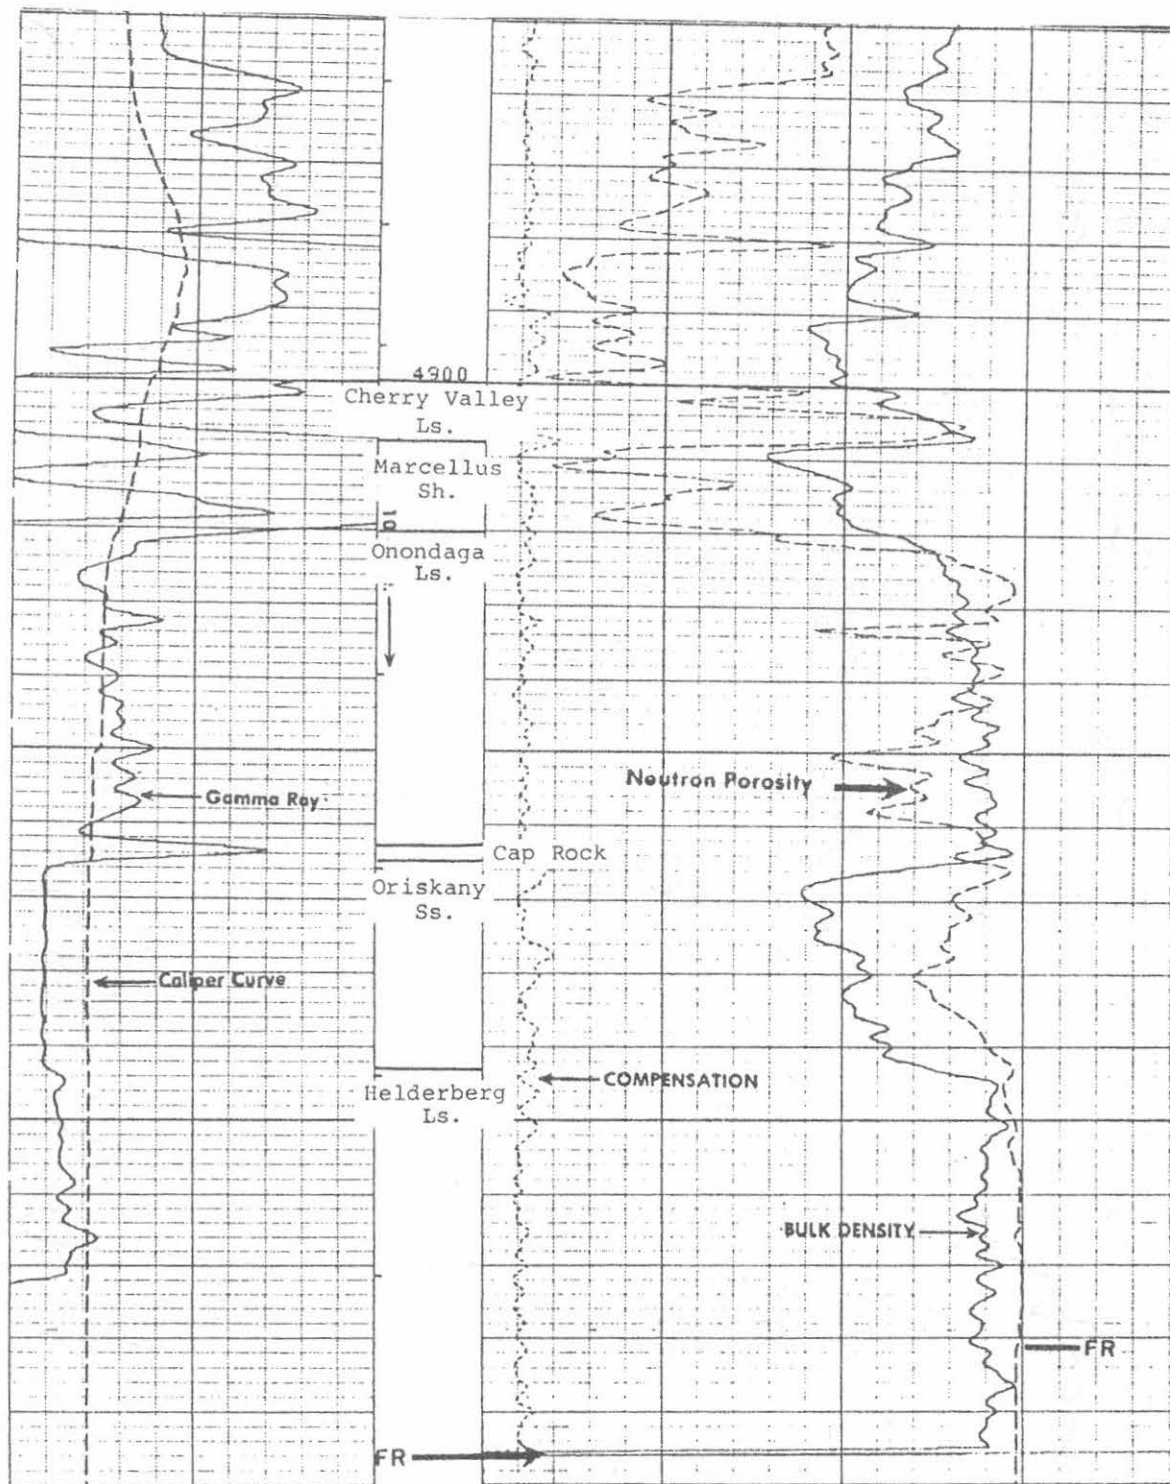 4900
Cherry Valley
Ls.
Marcellus
Sh.
10
Onondaga
Ls.
Neutron Porosity
Gamma Ray
Cap Rock
Oriskany
Ss.
Caliper Curve
COMPENSATION
Helderberg
Ls.
BULK DENSITY
FR
FR